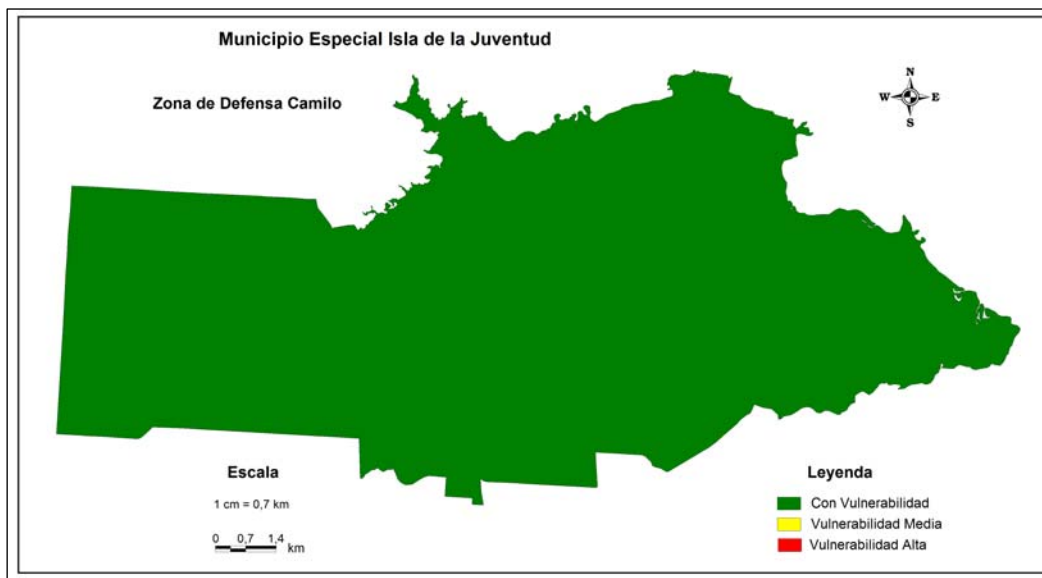 Municipio Especial Isla de la Juventud
Zona de Defensa Camilo
N
W E
S
Escala
1 cm = 0,7 km
0 0,7 1,4
km
Leyenda
Con Vulnerabilidad
Vulnerabilidad Media
Vulnerabilidad Alta